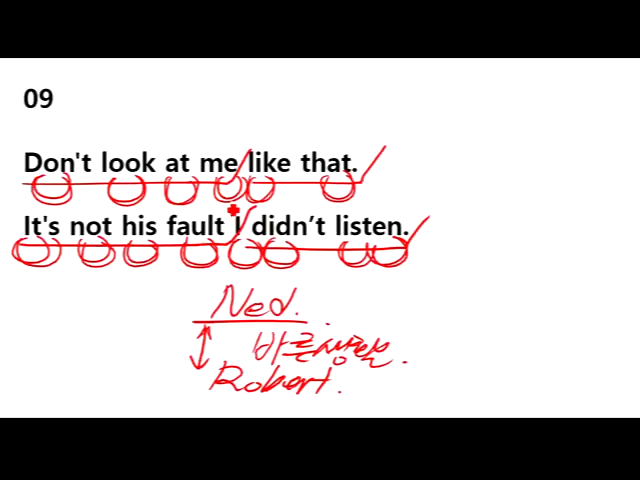 09
Don't look at me like that.
It's not his fault I didn't listen.
Ned.
바른생활.
Robert.